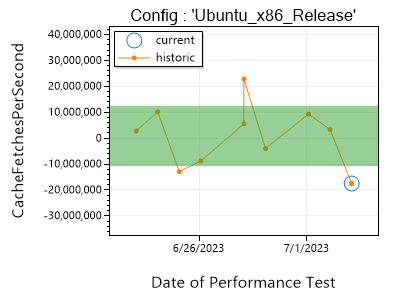 Config : 'Ubuntu_x86_Release'
current
historic
CacheFetchesPerSecond
40,000,000
30,000,000
20,000,000
10,000,000
0
-10,000,000
-20,000,000
-30,000,000
6/26/2023
7/1/2023
Date of Performance Test